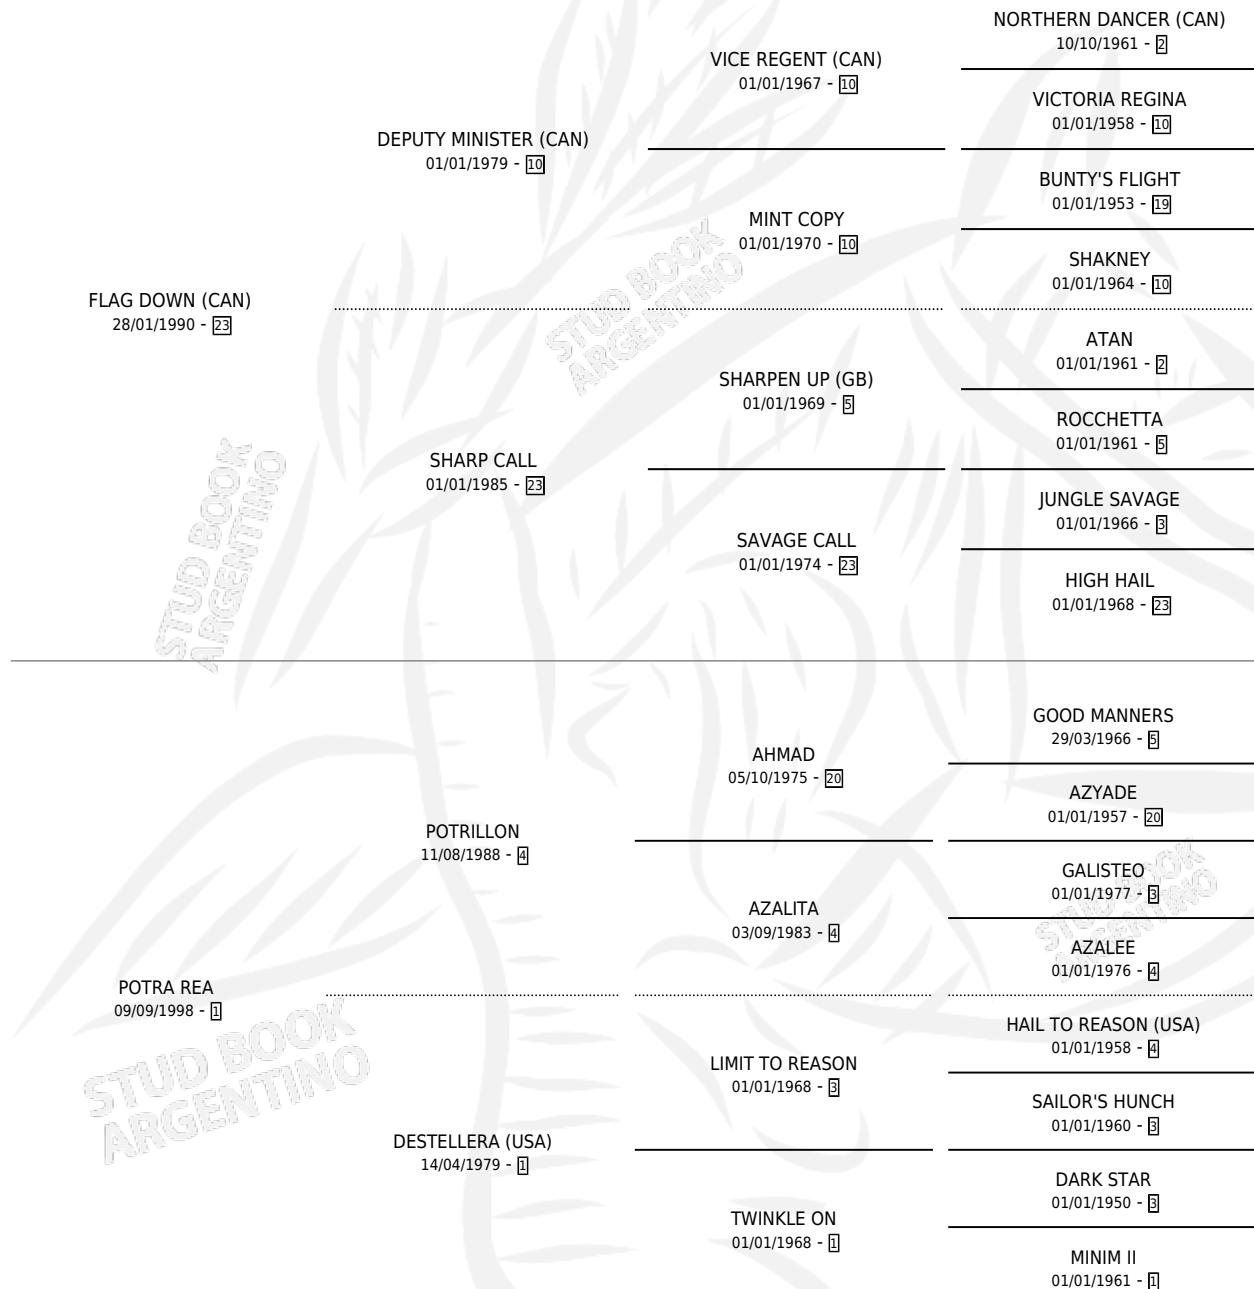 NORTHERN DANCER (CAN)
10/10/1961 - 2
VICE REGENT (CAN)
01/01/1967 - 10
VICTORIA REGINA
01/01/1958 - 10
DEPUTY MINISTER (CAN)
01/01/1979 - 10
BUNTY'S FLIGHT
01/01/1953 - 19
MINT COPY
01/01/1970 - 10
SHAKNEY
01/01/1964 - 10
FLAG DOWN (CAN)
28/01/1990 - 23
ATAN
01/01/1961 - 2
SHARPEN UP (GB)
01/01/1969 - 5
ROCCHETTA
01/01/1961 - 5
SHARP CALL
01/01/1985 - 23
JUNGLE SAVAGE
01/01/1966 - 3
SAVAGE CALL
01/01/1974 - 23
HIGH HAIL
01/01/1968 - 23
GOOD MANNERS
29/03/1966 - 5
AHMAD
05/10/1975 - 20
AZYADE
01/01/1957 - 20
POTRILLON
11/08/1988 - 4
GALISTEO
01/01/1977 - 3
AZALITA
03/09/1983 - 4
AZALEE
01/01/1976 - 4
POTRA REA
09/09/1998 - 1
HAIL TO REASON (USA)
01/01/1958 - 4
LIMIT TO REASON
01/01/1968 - 3
SAILOR'S HUNCH
01/01/1960 - 3
DESTELLERA (USA)
14/04/1979 - 1
DARK STAR
01/01/1950 - 3
TWINKLE ON
01/01/1968 - 1
MINIM II
01/01/1961 - 1
STUD BOOK
ARGENTINO
STUD BOOK
ARGENTINO
STUD BOOK
ARGENTINO
STUD BOOK
ARGENTINO